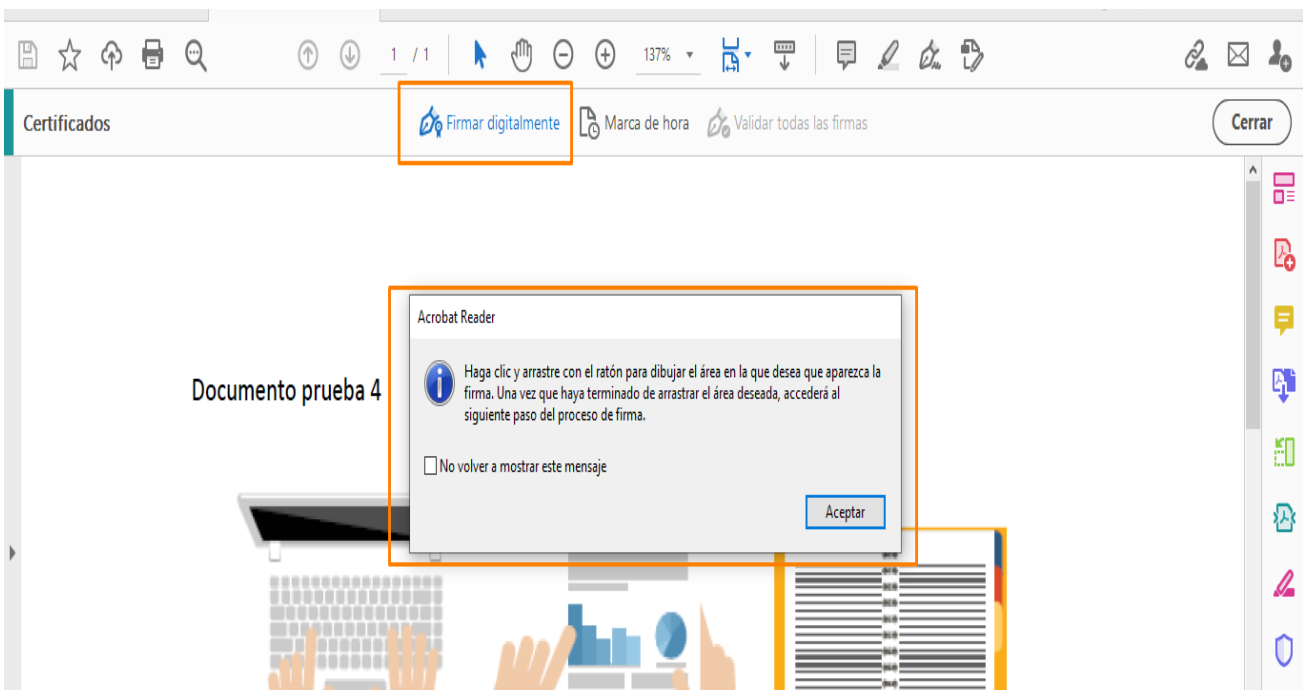 1 / 1
137%
Certificados
Firmar digitalmente
Marca de hora
Validar todas las firmas
Cerrar
Acrobat Reader
Haga clic y arrastre con el ratón para dibujar el área en la que desea que aparezca la
firma. Una vez que haya terminado de arrastrar el área deseada, accederá al
siguiente paso del proceso de firma.
Documento prueba 4
No volver a mostrar este mensaje
Aceptar